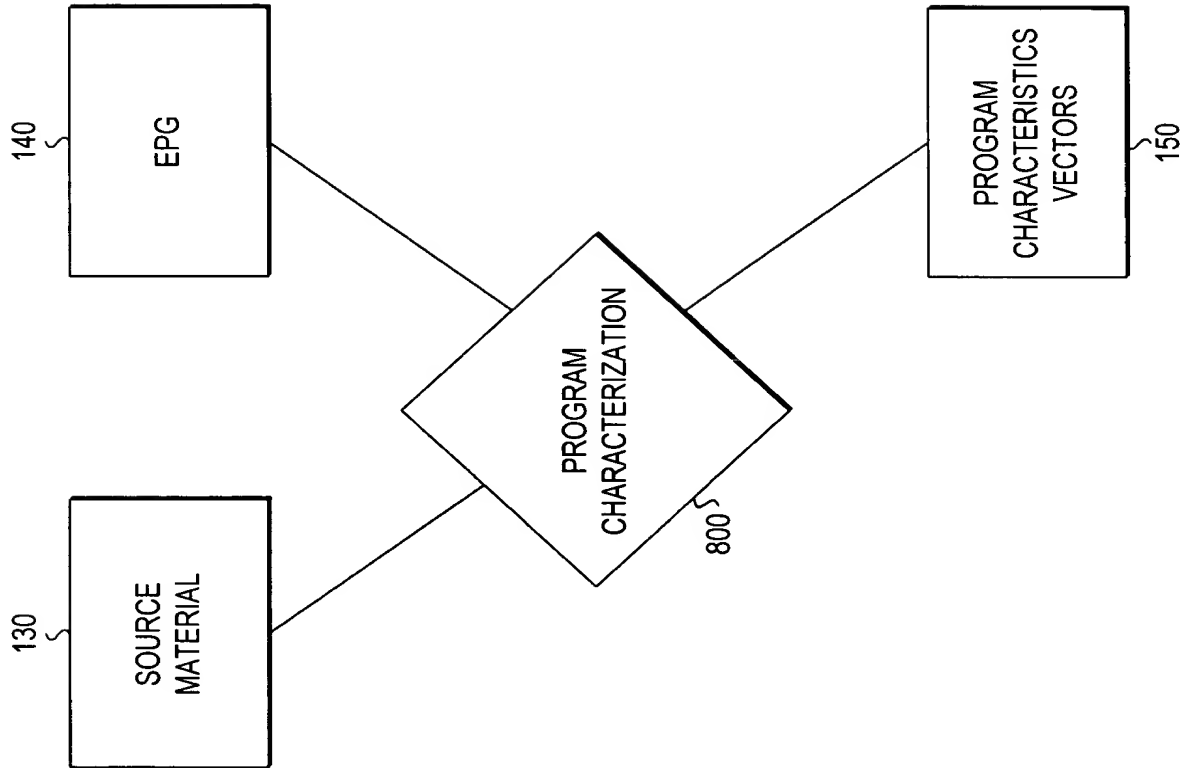 130
SOURCE
MATERIAL
140
EPG
PROGRAM
CHARACTERIZATION
800
PROGRAM
CHARACTERISTICS
VECTORS
150